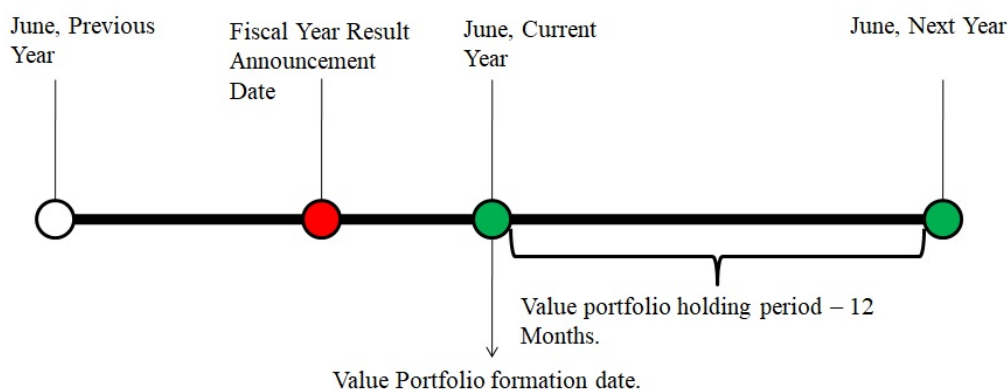 June, Previous
Year
Fiscal Year Result
Announcement
Date
June, Current
Year
June, Next Year
Value portfolio holding period – 12
Months.
Value Portfolio formation date.